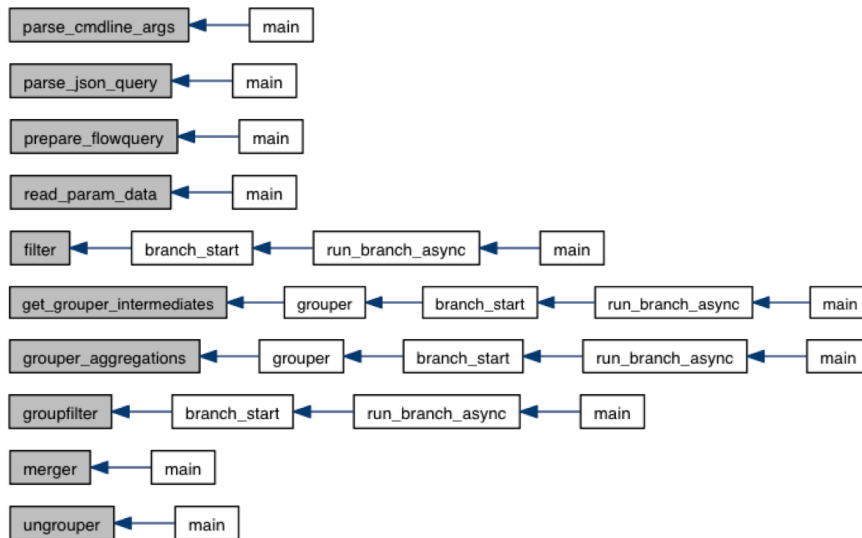 parse_cmdline_args main
parse_json_query main
prepare_flowquery main
read_param_data main
filter branch_start run_branch_async main
get_grouper_intermediates grouper branch_start run_branch_async main
grouper_aggregations grouper branch_start run_branch_async main
groupfilter branch_start run_branch_async main
merger main
ungrouper main